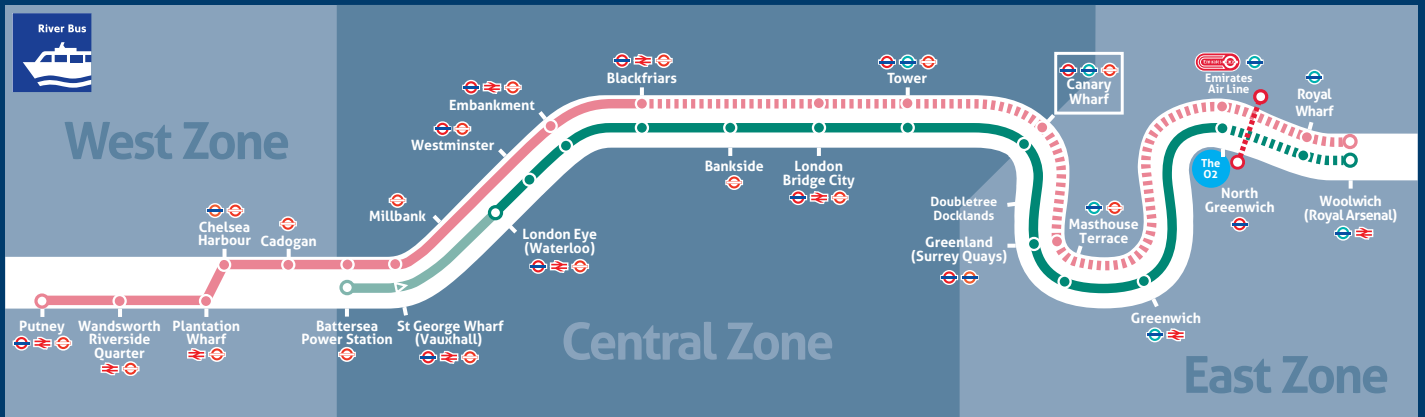 River Bus
West Zone
Central Zone
East Zone
Putney
Wandsworth
Riverside
Quarter
Plantation
Wharf
Chelsea
Harbour
Cadogan
Battersea
Power Station
St George Wharf
(Vauxhall)
Millbank
Westminster
Embankment
London Eye
(Waterloo)
Blackfriars
Bankside
London
Bridge City
Tower
Canary
Wharf
Doubletree
Docklands
Greenland
(Surrey Quays)
Masthouse
Terrace
Greenwich
Emirates
Air Line
The
O2
North
Greenwich
Royal
Wharf
Woolwich
(Royal Arsenal)